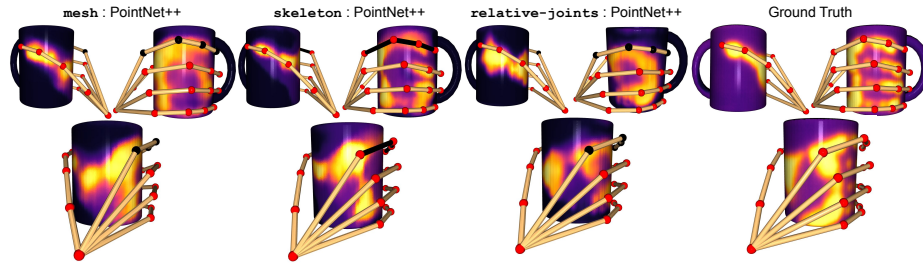 mesh : PointNet++
skeleton : PointNet++
relative-joints : PointNet++
Ground Truth